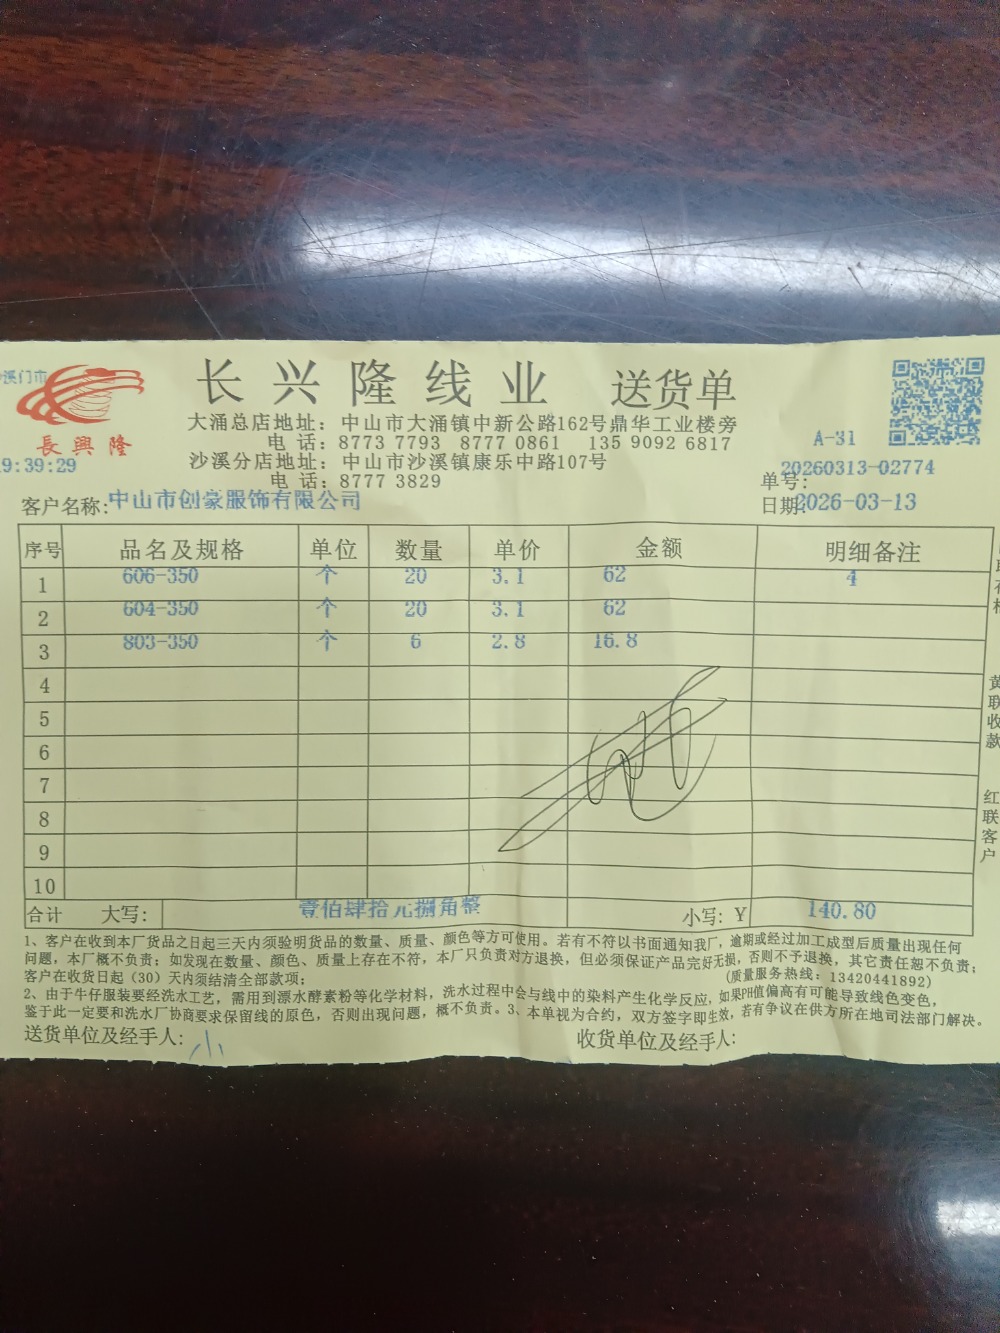 长兴隆线业 送货单
溪门市
長興隆
大涌总店地址：中山市大涌镇中新公路162号鼎华工业楼旁
电 话：8773 7793 8777 0861 135 9092 6817
A-31
9:39:29
沙溪分店地址：中山市沙溪镇康乐中路107号
电 话：8777 3829
单号：20260313-02774
客户名称：中山市创豪服饰有限公司
日期：2026-03-13
序号 品名及规格 单位 数量 单价 金额 明细备注
1 606-350 个 20 3.1 62 4
2 604-350 个 20 3.1 62
3 803-350 个 6 2.8 16.8
4
5
6
7
8
9
10
合计 大写：壹佰肆拾元捌角整 小写：Y 140.80
黄联收款
红联客户
1、客户在收到本厂货品之日起三天内须验明货品的数量、质量、颜色等方可使用。若有不符以书面通知我厂，逾期或经过加工成型后质量出现任何
问题，本厂概不负责；如发现在数量、颜色、质量上存在不符，本厂只负责对方退换，但必须保证产品完好无损，否则不予退换，其它责任恕不负责；
客户在收货日起（30）天内须结清全部款项； （质量服务热线：13420441892）
2、由于牛仔服装要经洗水工艺，需用到漂水酵素粉等化学材料，洗水过程中会与线中的染料产生化学反应，如果PH值偏高有可能导致线色变色，
鉴于此一定要和洗水厂协商要求保留线的原色，否则出现问题，概不负责。3、本单视为合约，双方签字即生效，若有争议在供方所在地司法部门解决。
送货单位及经手人：小 收货单位及经手人：